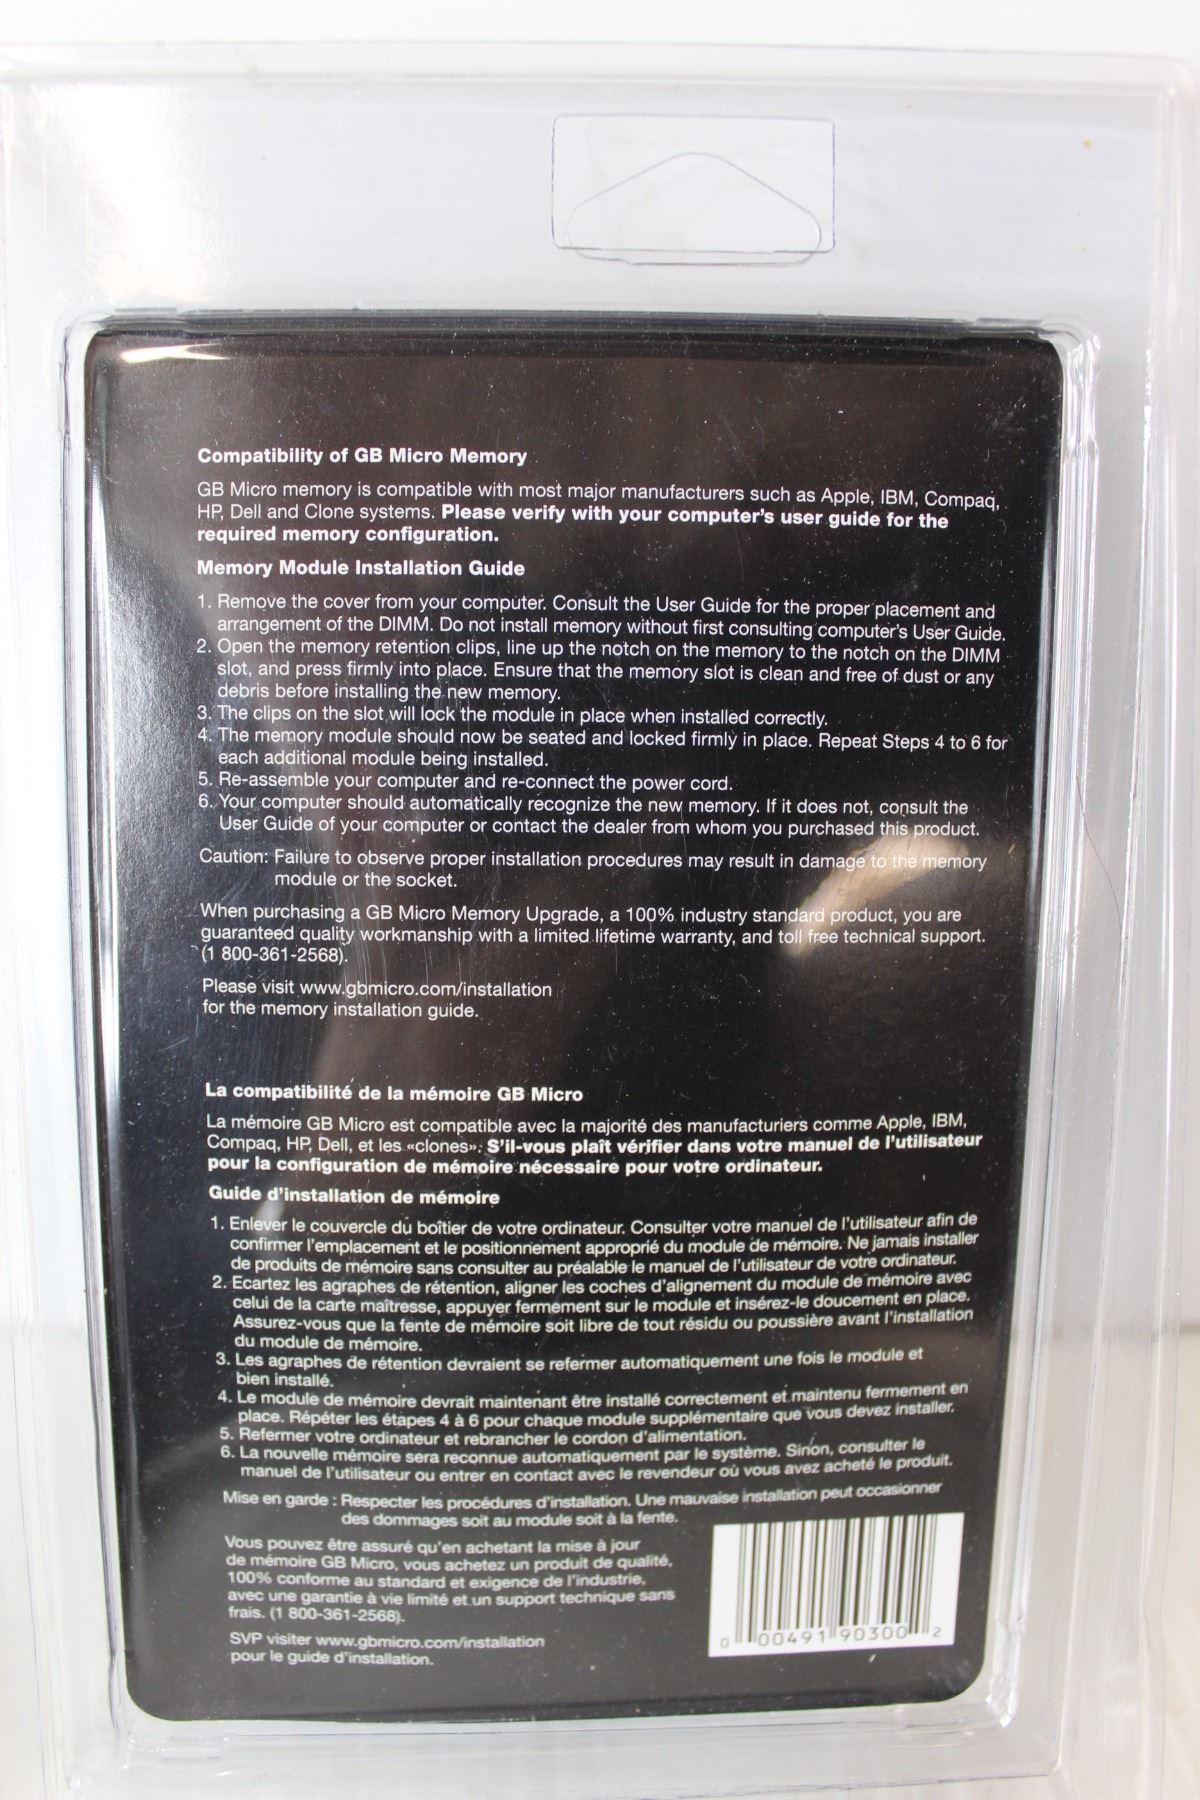 Compatibility of GB Micro Memory
GB Micro memory is compatible with most major manufacturers such as Apple, IBM, Compaq,
HP, Dell and Clone systems. Please verify with your computer's user guide for the
required memory configuration.
Memory Module Installation Guide
1. Remove the cover from your computer. Consult the User Guide for the proper placement and
arrangement of the DIMM. Do not install memory without first consulting computer's User Guide.
2. Open the memory retention clips, line up the notch on the memory to the notch on the DIMM
slot, and press firmly into place. Ensure that the memory slot is clean and free of dust or any
debris before installing the new memory.
3. The clips on the slot will lock the module in place when installed correctly.
4. The memory module should now be seated and locked firmly in place. Repeat Steps 4 to 6 for
each additional module being installed.
5. Re-assemble your computer and re-connect the power cord.
6. Your computer should automatically recognize the new memory. If it does not, consult the
User Guide of your computer or contact the dealer from whom you purchased this product.
Caution: Failure to observe proper installation procedures may result in damage to the memory
module or the socket.
When purchasing a GB Micro Memory Upgrade, a 100% industry standard product, you are
guaranteed quality workmanship with a limited lifetime warranty, and toll free technical support.
(1 800-361-2568).
Please visit www.gbmicro.com/installation
for the memory installation guide.
La compatibilité de la mémoire GB Micro
La mémoire GB Micro est compatible avec la majorité des manufacturiers comme Apple, IBM,
Compaq, HP, Dell, et les «clones». S'il-vous plaît vérifier dans votre manuel de l'utilisateur
pour la configuration de mémoire nécessaire pour votre ordinateur.
Guide d'installation de mémoire
1. Enlever le couvercle du boîtier de votre ordinateur. Consulter votre manuel de l'utilisateur afin de
confirmer l'emplacement et le positionnement approprié du module de mémoire. Ne jamais installer
de produits de mémoire sans consulter au préalable le manuel de l'utilisateur de votre ordinateur.
2. Ecartez les agraphes de rétention, aligner les coches d'alignement du module de mémoire avec
celui de la carte maîtresse, appuyer fermement sur le module et insérez-le doucement en place.
Assurez-vous que la fente de mémoire soit libre de tout résidu ou poussière avant l'installation
du module de mémoire.
3. Les agraphes de rétention devraient se refermer automatiquement une fois le module et
bien installé.
4. Le module de mémoire devrait maintenant être installé correctement et maintenu fermement en
place. Répéter les étapes 4 à 6 pour chaque module supplémentaire que vous devez installer.
5. Refermer votre ordinateur et rebrancher le cordon d'alimentation.
6. La nouvelle mémoire sera reconnue automatiquement par le système. Sinon, consulter le
manuel de l'utilisateur ou entrer en contact avec le revendeur où vous avez acheté le produit.
Mise en garde : Respecter les procédures d'installation. Une mauvaise installation peut occasionner
des dommages soit au module soit à la fente.
Vous pouvez être assuré qu'en achetant la mise à jour
de mémoire GB Micro, vous achetez un produit de qualité,
100% conforme au standard et exigence de l'industrie,
avec une garantie à vie limité et un support technique sans
frais. (1 800-361-2568).
SVP visiter www.gbmicro.com/installation
pour le guide d'installation.
0 00491 90300 2